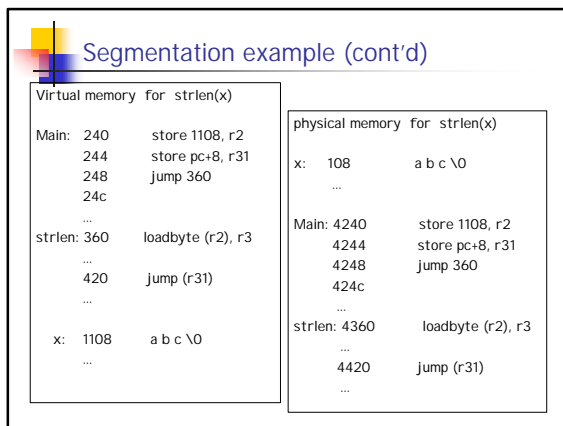 Segmentation example (cont'd)
Virtual memory for strlen(x)
Main: 240 store 1108, r2
244 store pc+8, r31
248 jump 360
24c
...
strlen: 360 loadbyte (r2), r3
...
420 jump (r31)
...
x: 1108 a b c \0
...
physical memory for strlen(x)
x: 108 a b c \0
...
Main: 4240 store 1108, r2
4244 store pc+8, r31
4248 jump 360
424c
...
strlen: 4360 loadbyte (r2), r3
...
4420 jump (r31)
...